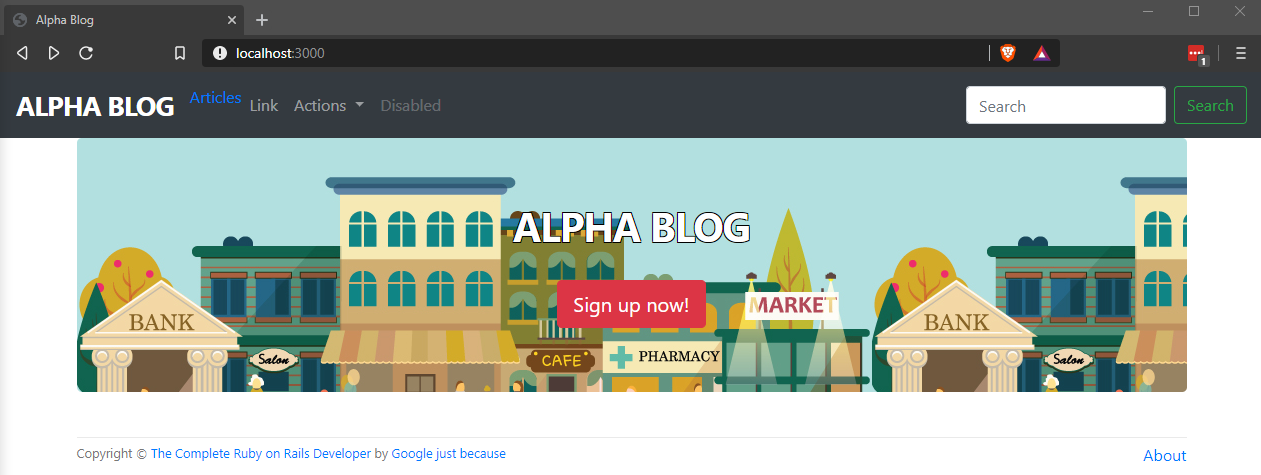 Alpha Blog
localhost:3000
1
ALPHA BLOG Articles Link Actions Disabled Search Search
ALPHA BLOG
Sign up now!
MARKET
BANK
BANK
Salon
CAFE
PHARMACY
Salon
Copyright © The Complete Ruby on Rails Developer by Google just because
About